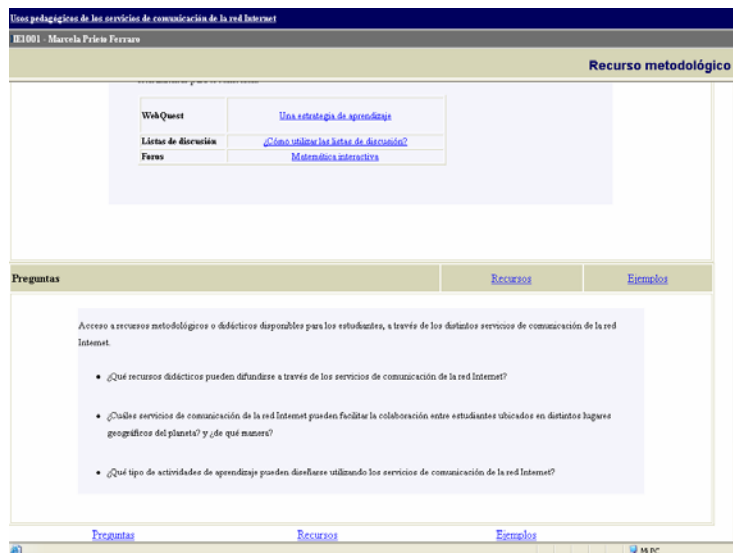 Usos pedagógicos de los servicios de comunicación de la red Internet
IE1001 - Marcela Prieto Ferraro
Recurso metodológico
WebQuest Una estrategia de aprendizaje
Listas de discusión ¿Cómo utilizar las listas de discusión?
Foros Matemática interactiva
Preguntas Recursos Ejemplos
Acceso a recursos metodológicos o didácticos disponibles para los estudiantes, a través de los distintos servicios de comunicación de la red
Internet.
• ¿Qué recursos didácticos pueden difundirse a través de los servicios de comunicación de la red Internet?
• ¿Cuáles servicios de comunicación de la red Internet pueden facilitar la colaboración entre estudiantes ubicados en distintos lugares
geográficos del planeta? y ¿de qué manera?
• ¿Qué tipo de actividades de aprendizaje pueden diseñarse utilizando los servicios de comunicación de la red Internet?
Preguntas Recursos Ejemplos
Mi PC